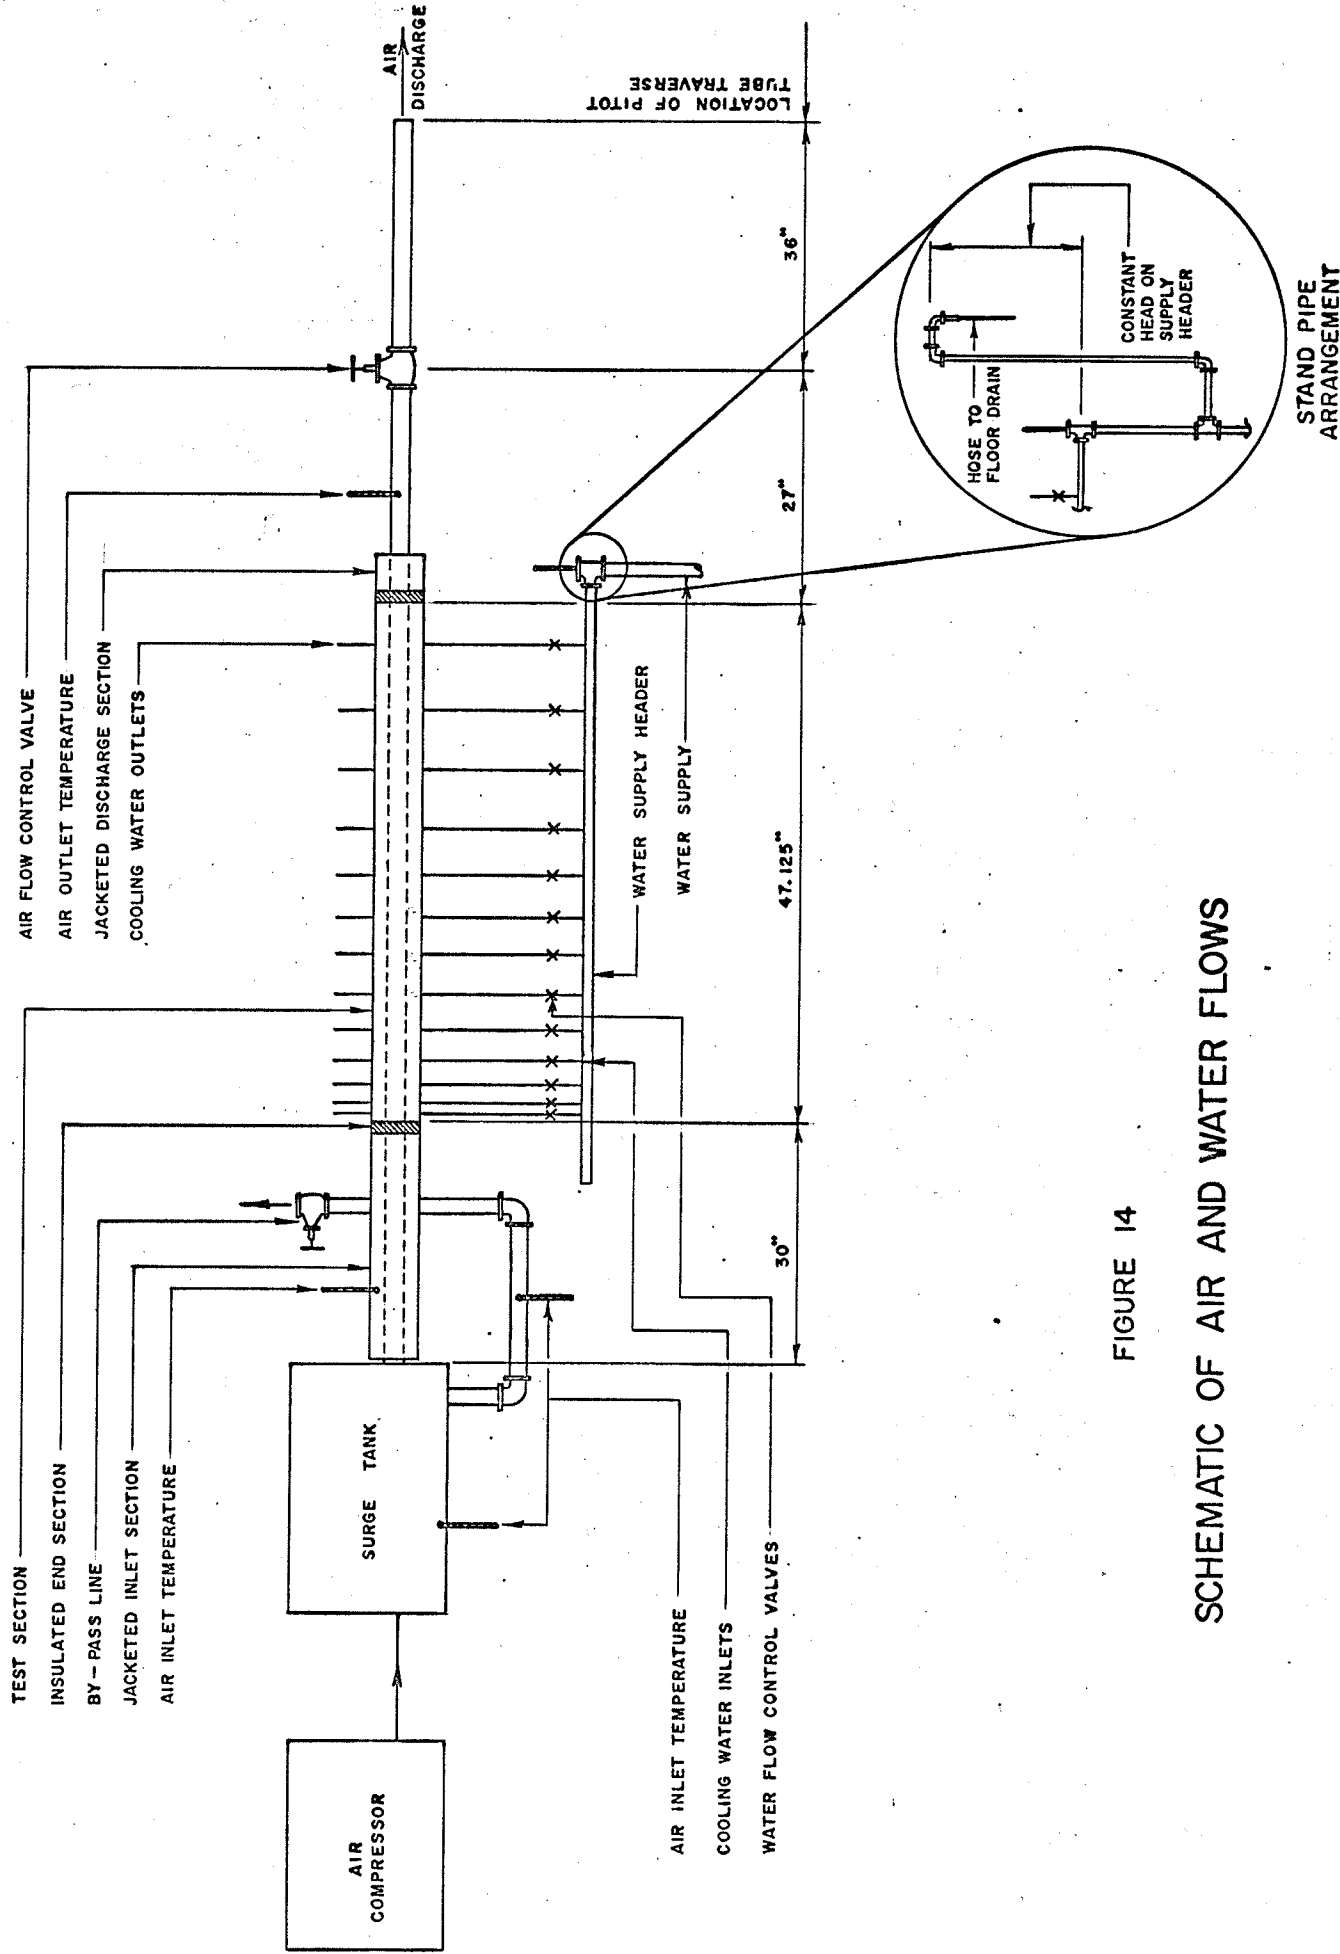 AIR FLOW CONTROL VALVE
AIR OUTLET TEMPERATURE
JACKETED DISCHARGE SECTION
COOLING WATER OUTLETS
TEST SECTION
INSULATED END SECTION
BY-PASS LINE
JACKETED INLET SECTION
AIR INLET TEMPERATURE
AIR
DISCHARGE
LOCATION OF PITOT
TUBE TRAVERSE
AIR
COMPRESSOR
SURGE TANK
WATER SUPPLY HEADER
WATER SUPPLY
AIR INLET TEMPERATURE
COOLING WATER INLETS
WATER FLOW CONTROL VALVES
30"
47.125"
27"
36"
HOSE TO
FLOOR DRAIN
CONSTANT
HEAD ON
SUPPLY
HEADER
STAND PIPE
ARRANGEMENT
FIGURE 14
SCHEMATIC OF AIR AND WATER FLOWS